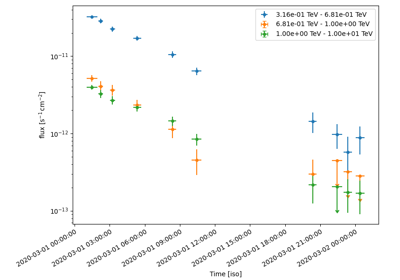 3.16e-01 TeV - 6.81e-01 TeV
6.81e-01 TeV - 1.00e+00 TeV
1.00e+00 TeV - 1.00e+01 TeV
flux [s⁻¹ cm⁻²]
10⁻¹¹
10⁻¹²
10⁻¹³
2020-03-01 00:00:00
2020-03-01 03:00:00
2020-03-01 06:00:00
2020-03-01 09:00:00
2020-03-01 12:00:00
2020-03-01 15:00:00
2020-03-01 18:00:00
2020-03-01 21:00:00
2020-03-02 00:00:00
Time [iso]